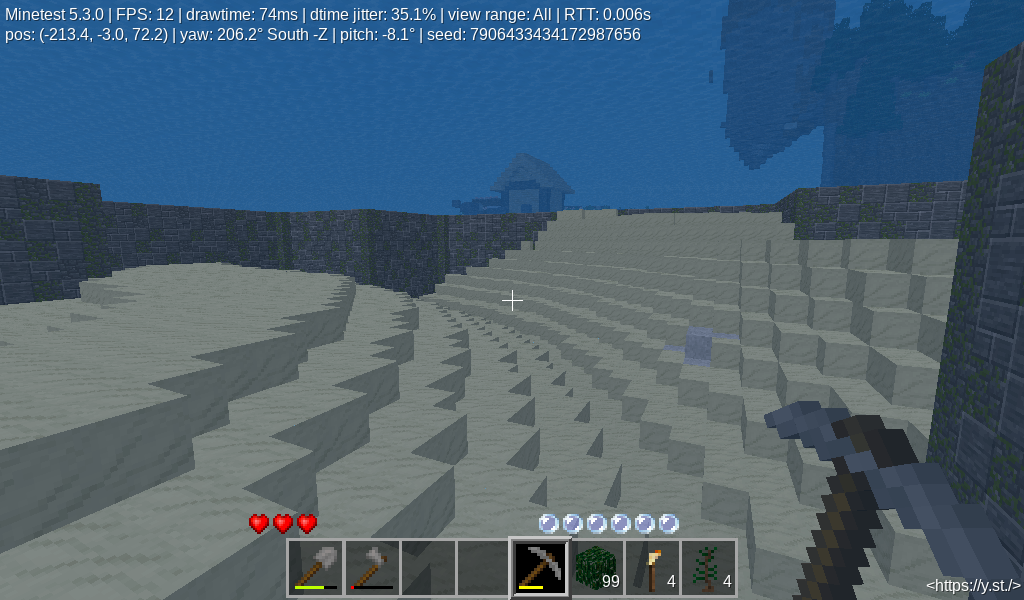 Minetest 5.3.0 | FPS: 12 | drawtime: 74ms | dtime jitter: 35.1% | view range: All | RTT: 0.006s
pos: (-213.4, -3.0, 72.2) | yaw: 206.2° South -Z | pitch: -8.1° | seed: 7906433434172987656
99
4
4
<https://y.st./>